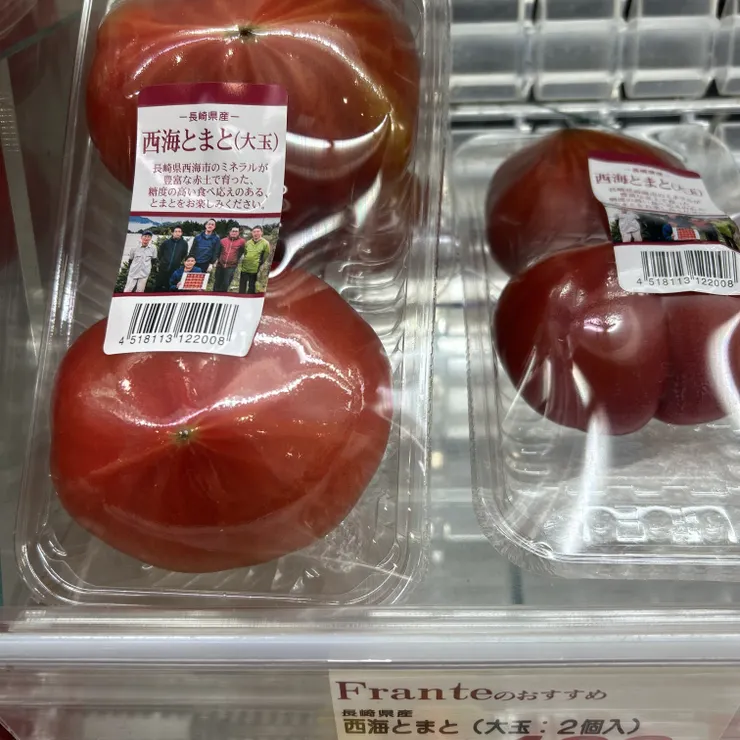 －長崎県産－
西海とまと(大玉)
長崎県西海市のミネラルが
豊富な赤土で育った、
糖度の高い食べ応えのある、
とまとをお楽しみください。
4 518113 122008
西海とまと(大玉)
4 518113 122008
Franteのおすすめ
長崎県産
西海とまと（大玉：２個入）